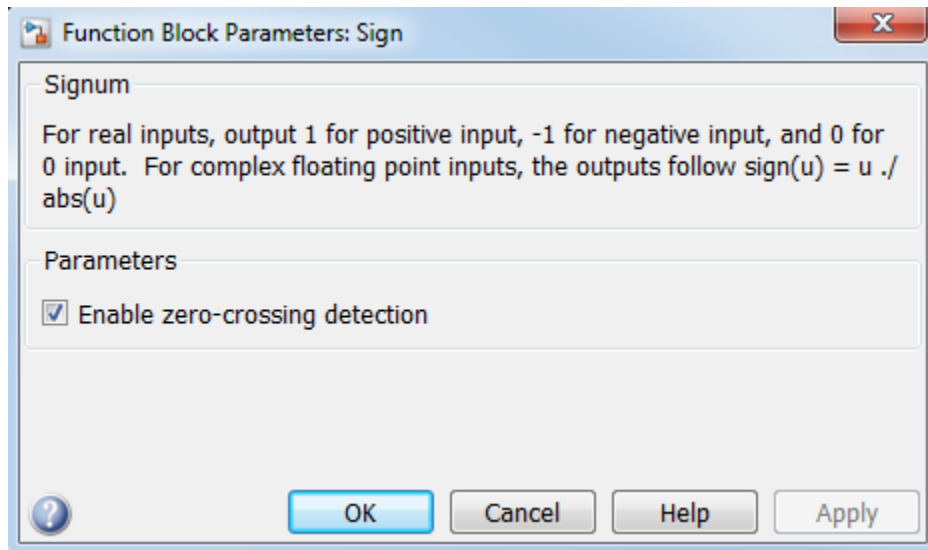 Function Block Parameters: Sign
Signum
For real inputs, output 1 for positive input, -1 for negative input, and 0 for
0 input.  For complex floating point inputs, the outputs follow sign(u) = u ./
abs(u)
Parameters
Enable zero-crossing detection
OK Cancel Help Apply